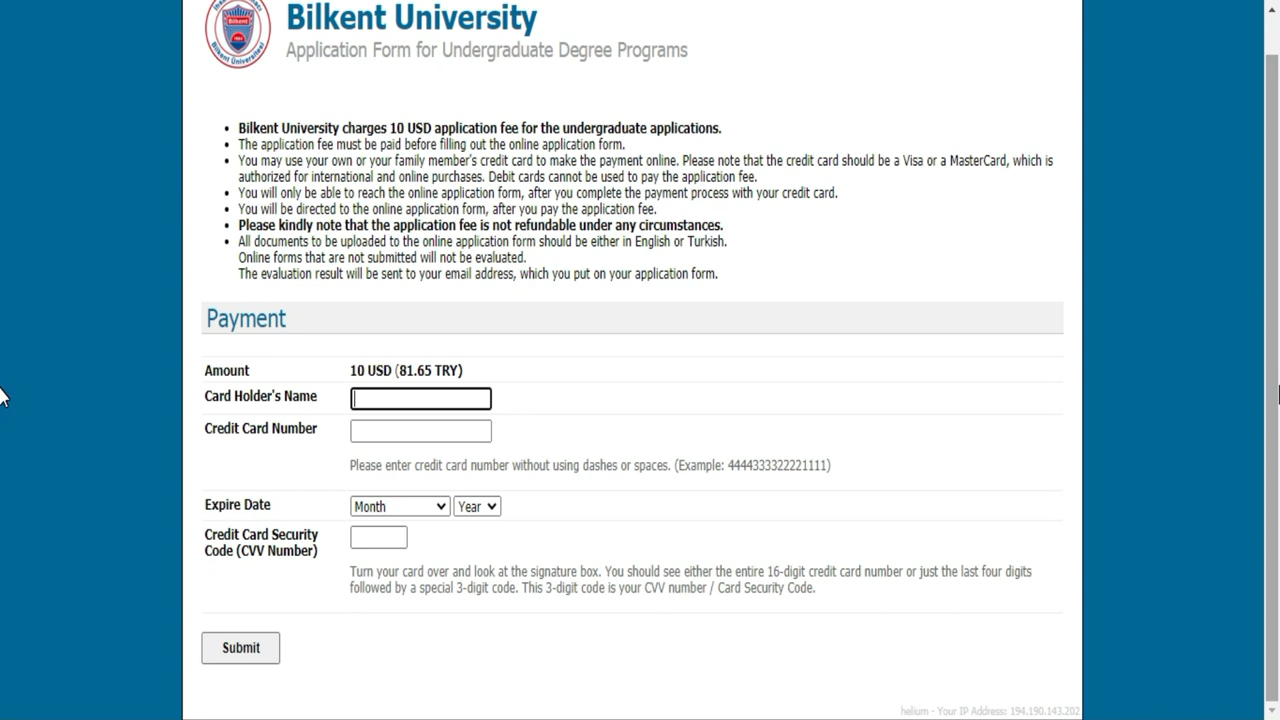 Bilkent University
Application Form for Undergraduate Degree Programs
Bilkent
Bilkent Üniversitesi
• Bilkent University charges 10 USD application fee for the undergraduate applications.
• The application fee must be paid before filling out the online application form.
• You may use your own or your family member's credit card to make the payment online. Please note that the credit card should be a Visa or a MasterCard, which is
authorized for international and online purchases. Debit cards cannot be used to pay the application fee.
• You will only be able to reach the online application form, after you complete the payment process with your credit card.
• You will be directed to the online application form, after you pay the application fee.
• Please kindly note that the application fee is not refundable under any circumstances.
• All documents to be uploaded to the online application form should be either in English or Turkish.
Online forms that are not submitted will not be evaluated.
The evaluation result will be sent to your email address, which you put on your application form.
Payment
Amount 10 USD (81.65 TRY)
Card Holder's Name
Credit Card Number
Please enter credit card number without using dashes or spaces. (Example: 4444333322221111)
Expire Date Month Year
Credit Card Security
Code (CVV Number)
Turn your card over and look at the signature box. You should see either the entire 16-digit credit card number or just the last four digits
followed by a special 3-digit code. This 3-digit code is your CVV number / Card Security Code.
Submit
helium - Your IP Address: 194.190.143.202